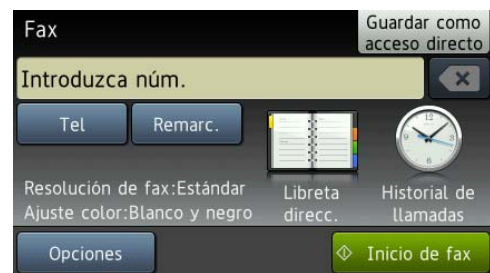 Fax
Guardar como
acceso directo
Introduzca núm.
Tel
Remarc.
Resolución de fax:Estándar
Ajuste color:Blanco y negro
Libreta
direcc.
Historial de
llamadas
Opciones
Inicio de fax